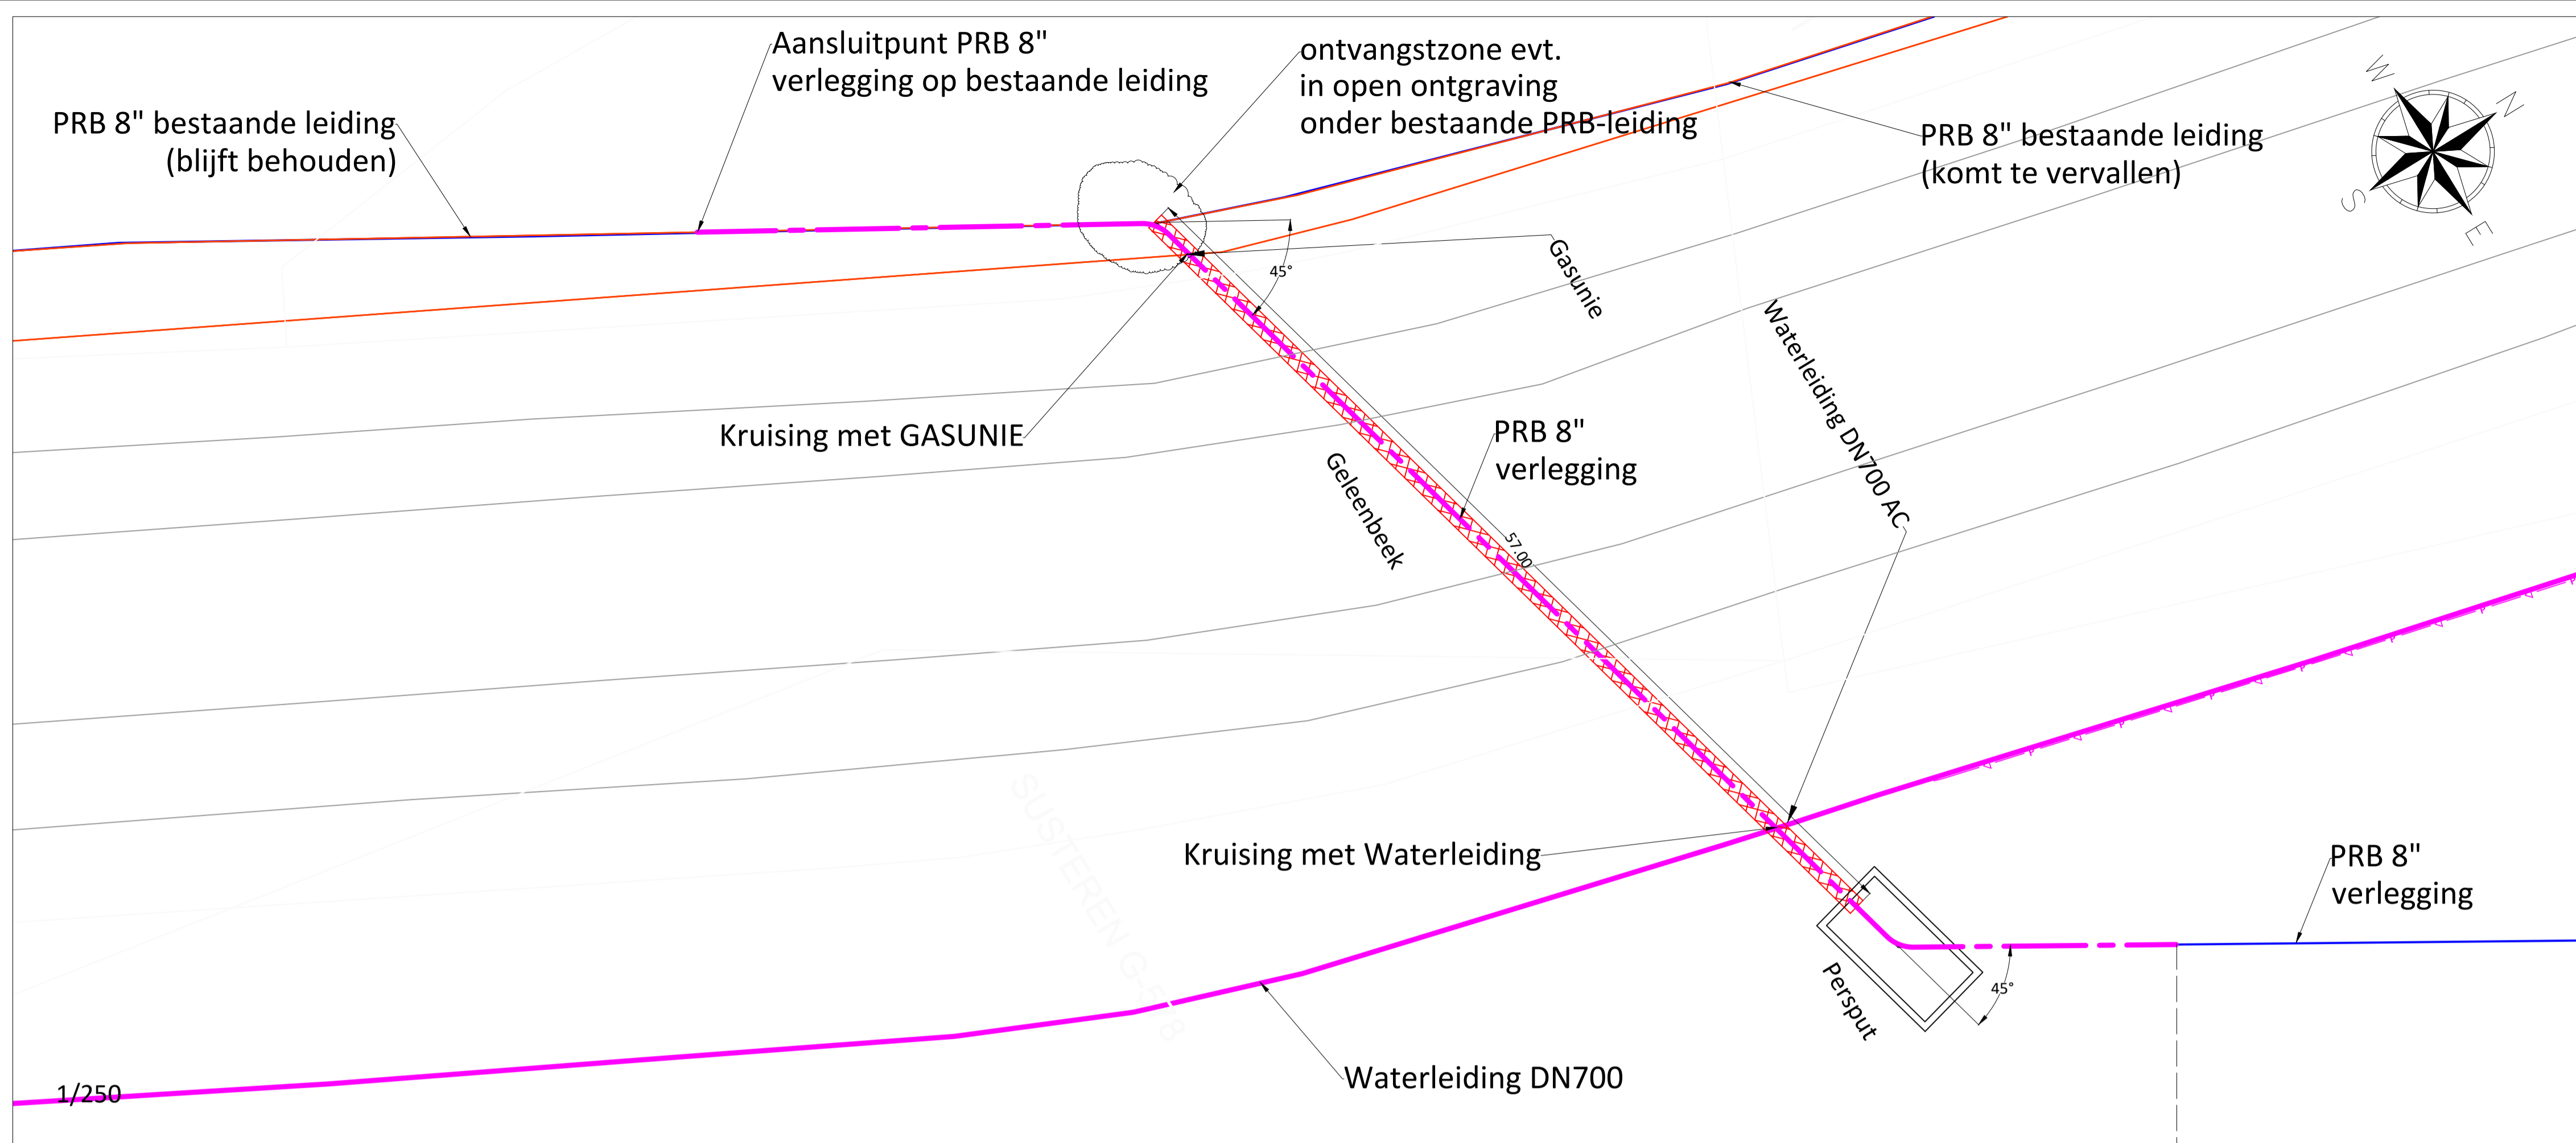 Aansluitpunt PRB 8"
verlegging op bestaande leiding
ontvangstzone evt.
in open ontgraving
onder bestaande PRB-leiding
PRB 8" bestaande leiding
(blijft behouden)
PRB 8" bestaande leiding
(komt te vervallen)
W
N
S
E
45°
Gasunie
Waterleiding DN700 AC
Kruising met GASUNIE
PRB 8"
verlegging
Geleenbeek
57.00
Kruising met Waterleiding
PRB 8"
verlegging
45°
Persput
Waterleiding DN700
1/250